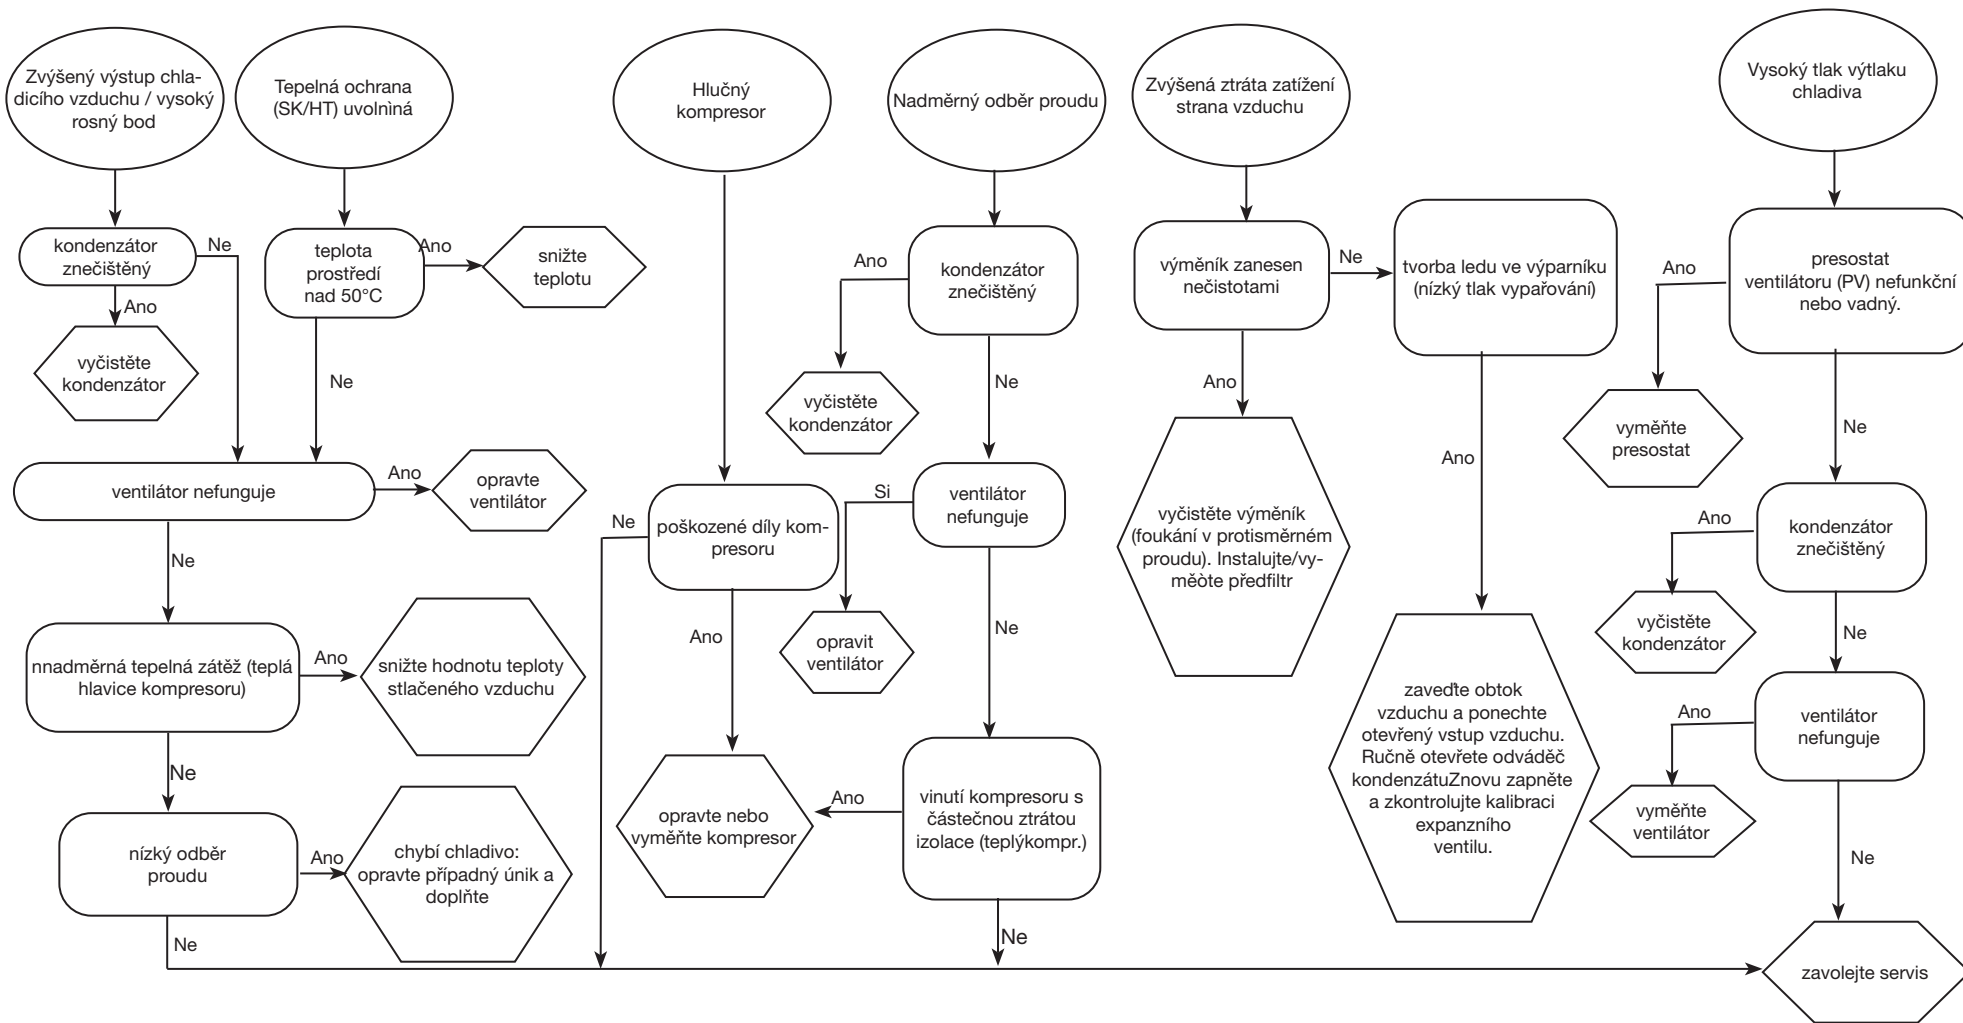 Zvýšený výstup chla-
dicího vzduchu / vysoký
rosný bod
Tepelná ochrana
(SK/HT) uvolnìná
Hlučný
kompresor
Nadměrný odběr proudu
Zvýšená ztráta zatížení
strana vzduchu
Vysoký tlak výtlaku
chladiva
kondenzátor
znečištěný
Ne
Ano
vyčistěte
kondenzátor
teplota
prostředí
nad 50°C
Ano
snižte
teplotu
Ne
ventilátor nefunguje
Ano
opravte
ventilátor
Ne
nnadměrná tepelná zátěž (teplá
hlavice kompresoru)
Ano
snižte hodnotu teploty
stlačeného vzduchu
Ne
nízký odběr
proudu
Ano
chybí chladivo:
opravte případný únik a
doplňte
Ne
poškozené díly kom-
presoru
Ne
Ano
opravte nebo
vyměňte kompresor
kondenzátor
znečištěný
Ano
vyčistěte
kondenzátor
Ne
ventilátor
nefunguje
Si
opravit
ventilátor
Ne
vinutí kompresoru s
částečnou ztrátou
izolace (teplýkompr.)
Ano
Ne
výměník zanesen
nečistotami
Ne
Ano
vyčistěte výměník
(foukání v protisměrném
proudu). Instalujte/vy-
měòte předfiltr
tvorba ledu ve výparníku
(nízký tlak vypařování)
Ano
zaveďte obtok
vzduchu a ponechte
otevřený vstup vzduchu.
Ručně otevřete odváděč
kondenzátuZnovu zapněte
a zkontrolujte kalibraci
expanzního
ventilu.
presostat
ventilátoru (PV) nefunkční
nebo vadný.
Ano
vyměňte
presostat
Ne
kondenzátor
znečištěný
Ano
vyčistěte
kondenzátor
Ne
ventilátor
nefunguje
Ano
vyměňte
ventilátor
Ne
zavolejte servis